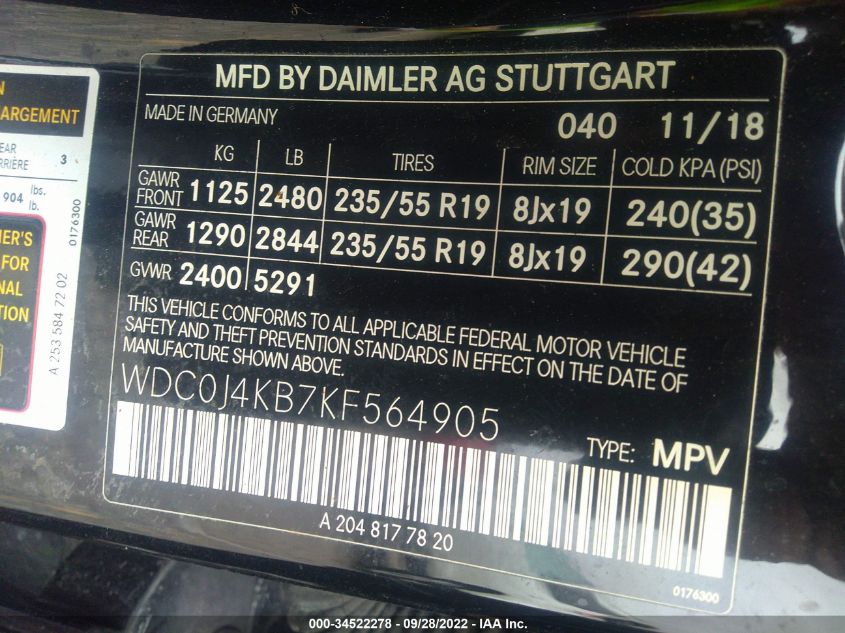 MFD BY DAIMLER AG STUTTGART
MADE IN GERMANY 040 11/18
KG LB TIRES RIM SIZE COLD KPA (PSI)
GAWR FRONT 1125 2480 235/55 R19 8Jx19 240(35)
GAWR REAR 1290 2844 235/55 R19 8Jx19 290(42)
GVWR 2400 5291
THIS VEHICLE CONFORMS TO ALL APPLICABLE FEDERAL MOTOR VEHICLE
SAFETY AND THEFT PREVENTION STANDARDS IN EFFECT ON THE DATE OF
MANUFACTURE SHOWN ABOVE.
WDC0J4KB7KF564905
TYPE: MPV
A 204 817 78 20
0176300
ARGEMENT
3
904 lbs.
lb.
0176300
FOR
A 253 584 72 02
000-34522278 - 09/28/2022 - IAA Inc.